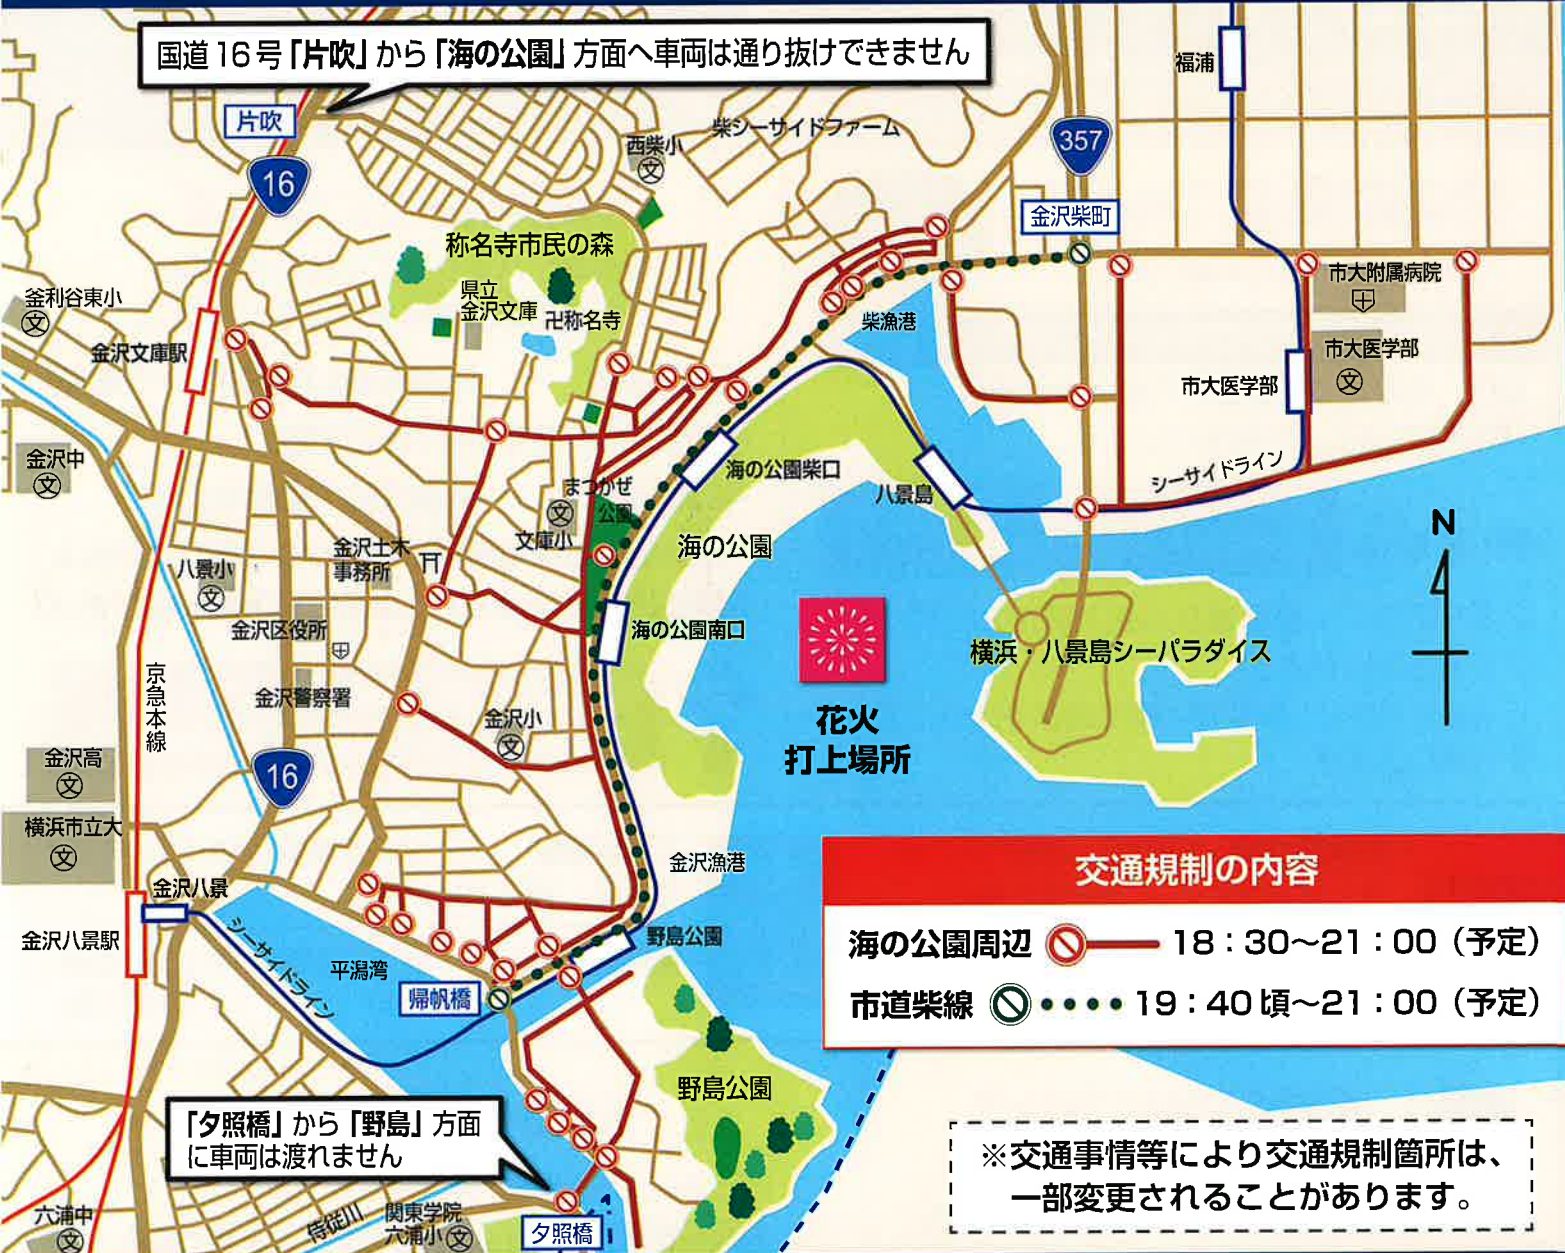 国道16号「片吹」から「海の公園」方面へ車両は通り抜けできません
福浦
片吹
柴シーサイドファーム
西柴小
文
357
16
金沢柴町
称名寺市民の森
県立
金沢文庫
卍称名寺
市大附属病院
釜利谷東小
文
柴漁港
金沢文庫駅
市大医学部
文
市大医学部
金沢中
文
海の公園柴口
シーサイドライン
八景島
まつかぜ
公園
文
文庫小
N
金沢土木
事務所
海の公園
八景小
文
金沢区役所
海の公園南口
横浜・八景島シーパラダイス
京急本線
金沢警察署
金沢小
文
花火
打上場所
金沢高
文
16
横浜市立大
文
金沢漁港
交通規制の内容
金沢八景
海の公園周辺 18:30〜21:00(予定)
金沢八景駅
シーサイドライン
野島公園
平潟湾
帰帆橋
市道柴線 19:40頃〜21:00(予定)
野島公園
「夕照橋」から「野島」方面
に車両は渡れません
※交通事情等により交通規制箇所は、
一部変更されることがあります。
六浦中
文
侍従川
関東学院
六浦小
文
夕照橋